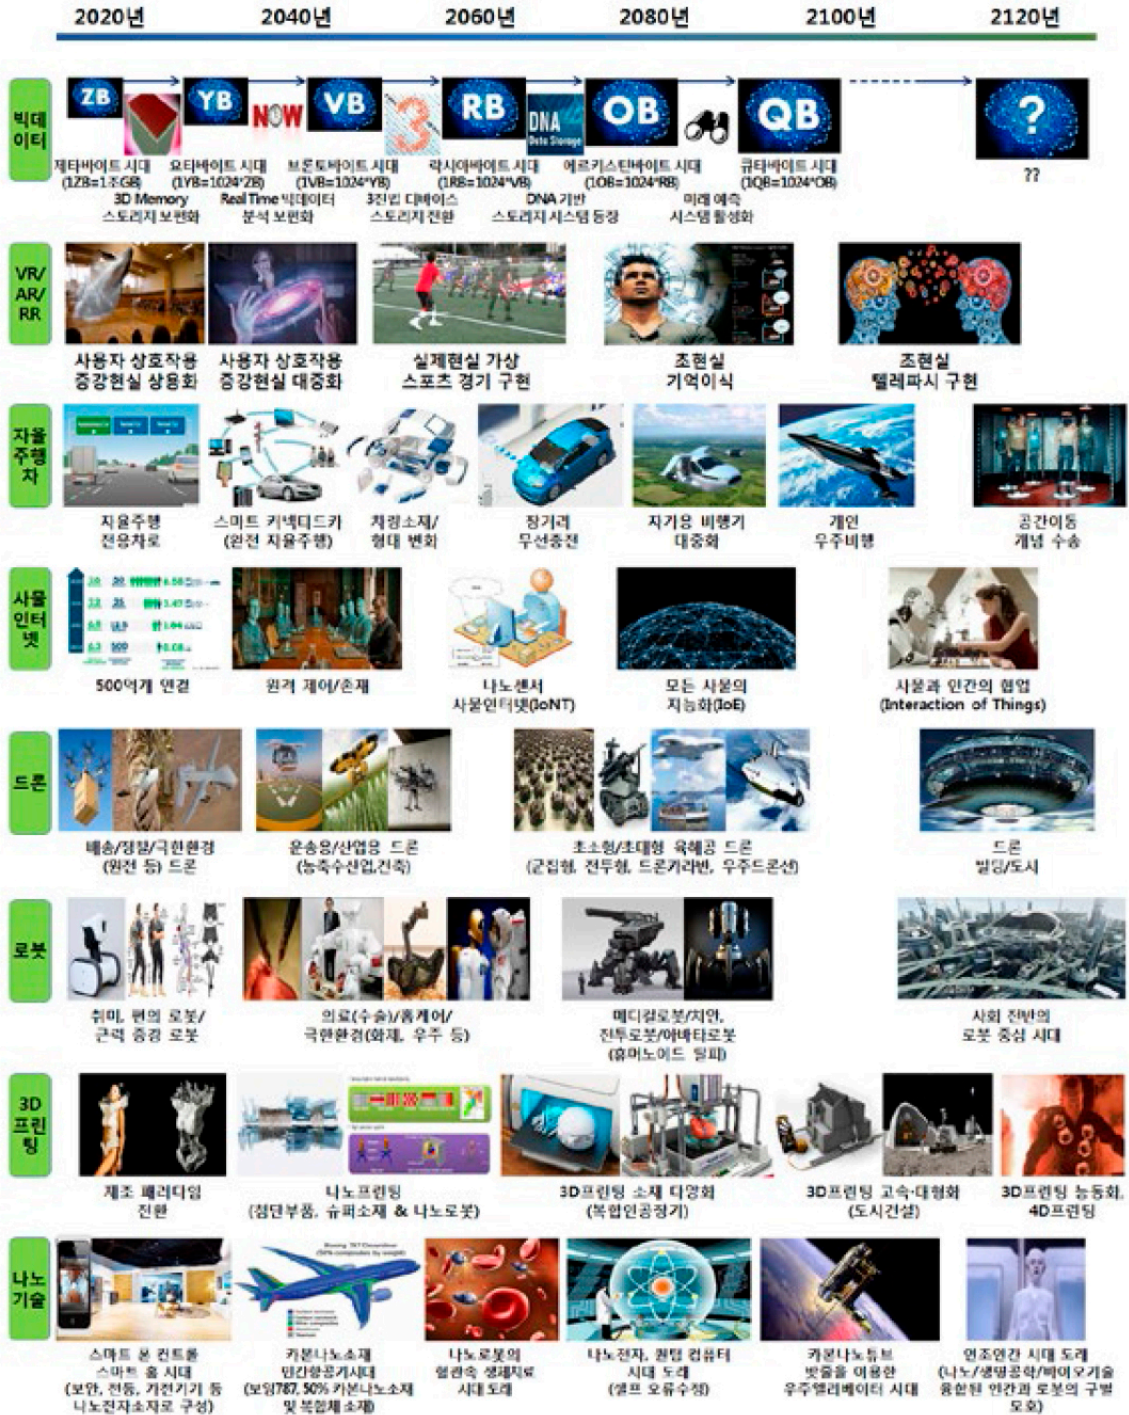 2020년 2040년 2060년 2080년 2100년 2120년
빅데
이터
ZB YB VB RB OB QB ?
NOW 3 DNA
Data Storage
제타바이트 시대 요타바이트 시대 브론토바이트 시대 락시아바이트 시대 에르키스틴바이트 시대 큐타바이트 시대
(1ZB=1조GB) (1YB=1024*ZB) (1VB=1024*YB) (1RB=1024*VB) (1OB=1024*RB) (1QB=1024*OB) ??
3D Memory Real Time 빅데이터 3진법 디바이스 DNA 기반 미래 예측
스토리지 보편화 분석 보편화 스토리지 전환 스토리지 시스템 등장 시스템 활성화
VR/
AR/
RR
사용자 상호작용 사용자 상호작용 실제현실 가상 초현실 초현실
증강현실 상용화 증강현실 대중화 스포츠 경기 구현 기억이식 텔레파시 구현
자율
주행
차
자율주행 스마트 커넥티드카 차량소재/ 장거리 자가용 비행기 개인 공간이동
전용차로 (완전 자율주행) 형태 변화 무선충전 대중화 우주비행 개념 수송
사물
인터
넷
500억개 연결 원격 제어/존재 나노센서 모든 사물의 사물과 인간의 협업
사물인터넷(IoNT) 지능화(IoE) (Interaction of Things)
드론
배송/정찰/극한환경 운송용/산업용 드론 초소형/초대형 육해공 드론 드론
(원전 등) 드론 (농축수산업,건축) (군집형, 전투형, 드론카라반, 우주드론선) 빌딩/도시
로봇
취미, 편의 로봇/ 의료(수술)/홈케어/ 메디컬로봇/치안, 사회 전반의
근력 증강 로봇 극한환경(화재, 우주 등) 전투로봇/아바타로봇 로봇 중심 시대
(휴머노이드 탈피)
3D
프린
팅
제조 패러다임 나노프린팅 3D프린팅 소재 다양화 3D프린팅 고속·대형화 3D프린팅 능동화,
전환 (첨단부품, 슈퍼소재 & 나노로봇) (복합인공장기) (도시건설) 4D프린팅
나노
기술
스마트 폰 컨트롤 카본나노소재 나노로봇의 나노전자, 퀀텀 컴퓨터 카본나노튜브 인조인간 시대 도래
스마트 홈 시대 민간항공기시대 혈관속 생체치료 시대 도래 밧줄을 이용한 (나노/생명공학/바이오기술
(보안, 전등, 가전기기 등 (보잉787, 50% 카본나노소재 시대 도래 (셀프 오류수정) 우주엘리베이터 시대 융합된 인간과 로봇의 구별
나노전자소자로 구성) 및 복합체 소재) 모호)